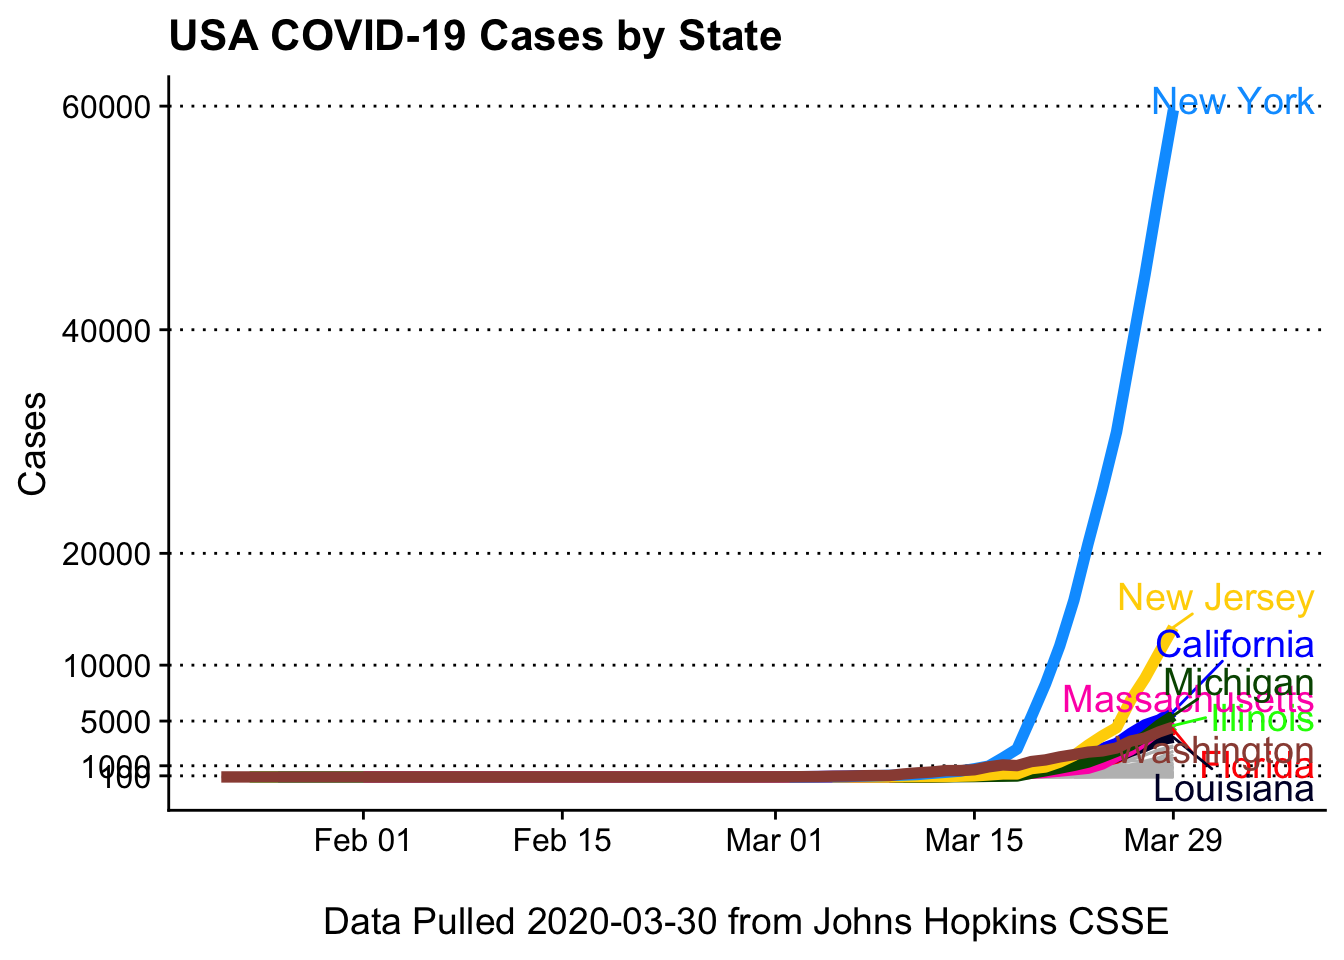 USA COVID-19 Cases by State
60000
40000
20000
10000
5000
1000
100
Cases
New York
New Jersey
California
Michigan
Massachusetts
Illinois
Washington
Florida
Louisiana
Feb 01
Feb 15
Mar 01
Mar 15
Mar 29
Data Pulled 2020-03-30 from Johns Hopkins CSSE